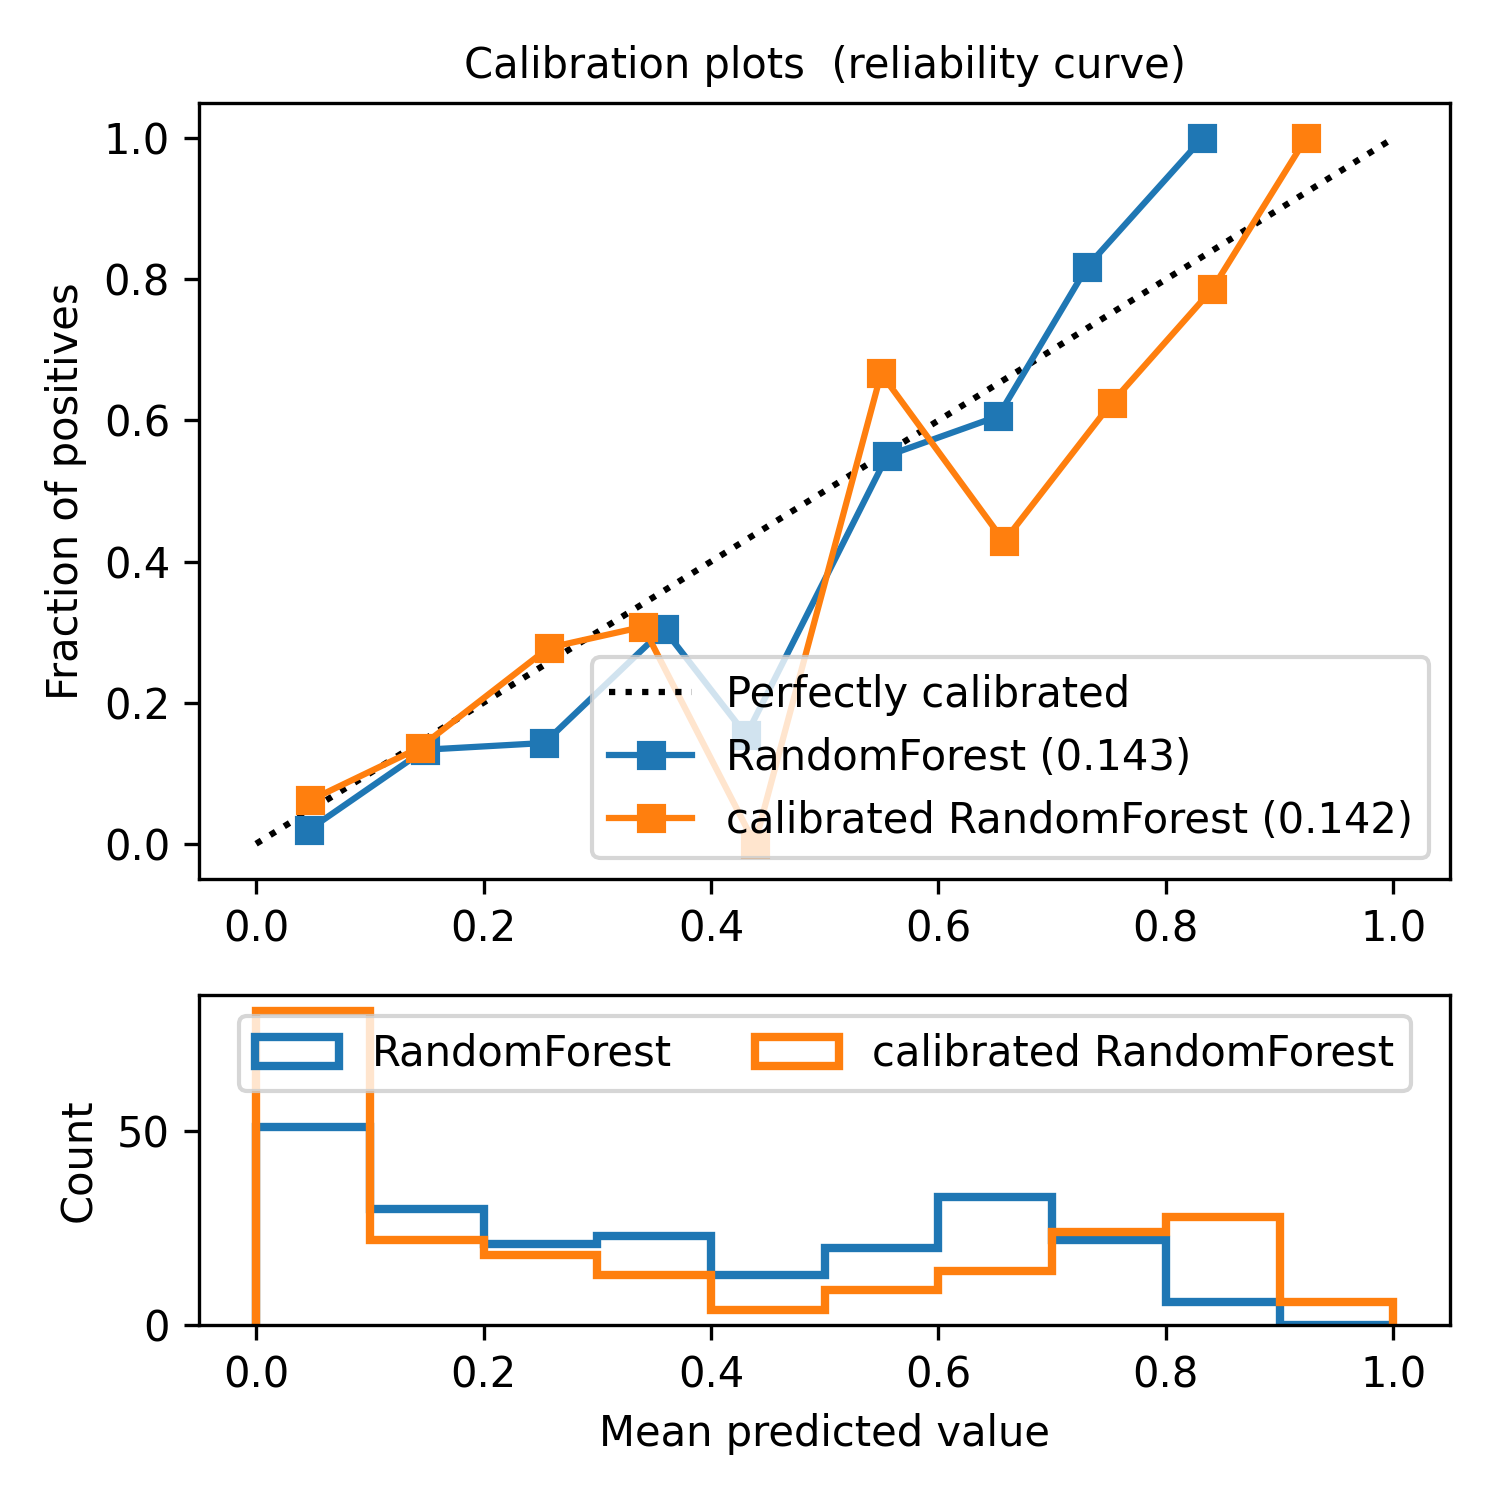 Calibration plots  (reliability curve)
Fraction of positives
1.0
0.8
0.6
0.4
0.2
0.0
Perfectly calibrated
RandomForest (0.143)
calibrated RandomForest (0.142)
0.0 0.2 0.4 0.6 0.8 1.0
RandomForest calibrated RandomForest
Count
50
0
0.0 0.2 0.4 0.6 0.8 1.0
Mean predicted value